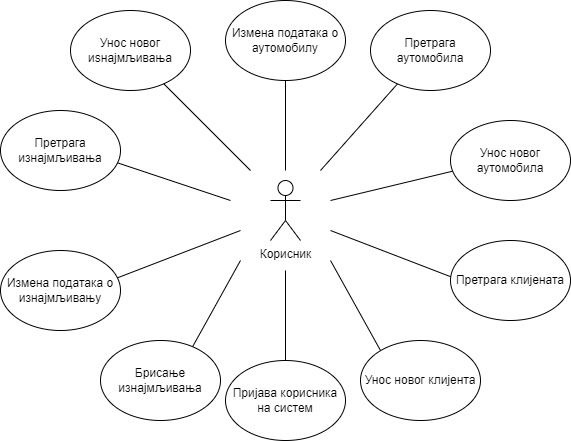 Измена података о
аутомобилу
Унос новог
изнајмљивања
Претрага
аутомобила
Претрага
изнајмљивања
Унос новог
аутомобила
Корисник
Измена података о
изнајмљивању
Претрага клијената
Брисање
изнајмљивања
Пријава корисника
на систем
Унос новог клијента